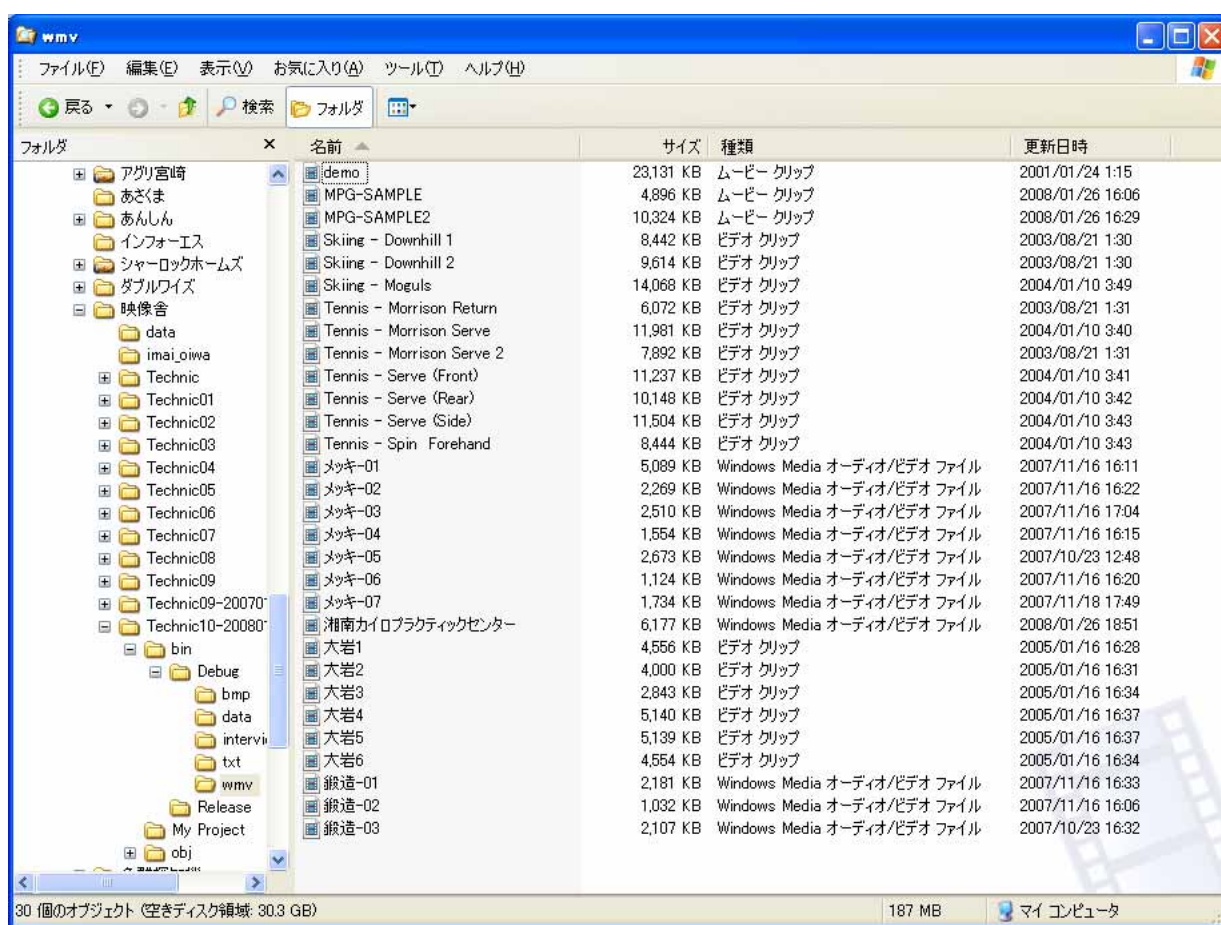 wmv
ファイル(F) 編集(E) 表示(V) お気に入り(A) ツール(T) ヘルプ(H)
戻る 検索 フォルダ
フォルダ ×
アグリ宮崎
あさくま
あんしん
インフォーエス
シャーロックホームズ
ダブルワイズ
映像舎
data
imai_oiwa
Technic
Technic01
Technic02
Technic03
Technic04
Technic05
Technic06
Technic07
Technic08
Technic09
Technic09-20070
Technic10-20080
bin
Debug
bmp
data
intervi
txt
wmv
Release
My Project
obj
名前 サイズ 種類 更新日時
demo 23,131 KB ムービー クリップ 2001/01/24 1:15
MPG-SAMPLE 4,896 KB ムービー クリップ 2008/01/26 16:06
MPG-SAMPLE2 10,324 KB ムービー クリップ 2008/01/26 16:29
Skiing - Downhill 1 8,442 KB ビデオ クリップ 2003/08/21 1:30
Skiing - Downhill 2 9,614 KB ビデオ クリップ 2003/08/21 1:30
Skiing - Moguls 14,068 KB ビデオ クリップ 2004/01/10 3:49
Tennis - Morrison Return 6,072 KB ビデオ クリップ 2003/08/21 1:31
Tennis - Morrison Serve 11,981 KB ビデオ クリップ 2004/01/10 3:40
Tennis - Morrison Serve 2 7,892 KB ビデオ クリップ 2003/08/21 1:31
Tennis - Serve (Front) 11,237 KB ビデオ クリップ 2004/01/10 3:41
Tennis - Serve (Rear) 10,148 KB ビデオ クリップ 2004/01/10 3:42
Tennis - Serve (Side) 11,504 KB ビデオ クリップ 2004/01/10 3:43
Tennis - Spin Forehand 8,444 KB ビデオ クリップ 2004/01/10 3:43
メッキ-01 5,089 KB Windows Media オーディオ/ビデオ ファイル 2007/11/16 16:11
メッキ-02 2,269 KB Windows Media オーディオ/ビデオ ファイル 2007/11/16 16:22
メッキ-03 2,510 KB Windows Media オーディオ/ビデオ ファイル 2007/11/16 17:04
メッキ-04 1,554 KB Windows Media オーディオ/ビデオ ファイル 2007/11/16 16:15
メッキ-05 2,673 KB Windows Media オーディオ/ビデオ ファイル 2007/10/23 12:48
メッキ-06 1,124 KB Windows Media オーディオ/ビデオ ファイル 2007/11/16 16:20
メッキ-07 1,734 KB Windows Media オーディオ/ビデオ ファイル 2007/11/18 17:49
湘南カイロプラクティックセンター 6,177 KB Windows Media オーディオ/ビデオ ファイル 2008/01/26 18:51
大岩1 4,556 KB ビデオ クリップ 2005/01/16 16:28
大岩2 4,000 KB ビデオ クリップ 2005/01/16 16:31
大岩3 2,843 KB ビデオ クリップ 2005/01/16 16:34
大岩4 5,140 KB ビデオ クリップ 2005/01/16 16:37
大岩5 5,139 KB ビデオ クリップ 2005/01/16 16:37
大岩6 4,554 KB ビデオ クリップ 2005/01/16 16:34
鍛造-01 2,181 KB Windows Media オーディオ/ビデオ ファイル 2007/11/16 16:33
鍛造-02 1,032 KB Windows Media オーディオ/ビデオ ファイル 2007/11/16 16:06
鍛造-03 2,107 KB Windows Media オーディオ/ビデオ ファイル 2007/10/23 16:32
30 個のオブジェクト (空きディスク領域: 30.3 GB) 187 MB マイ コンピュータ